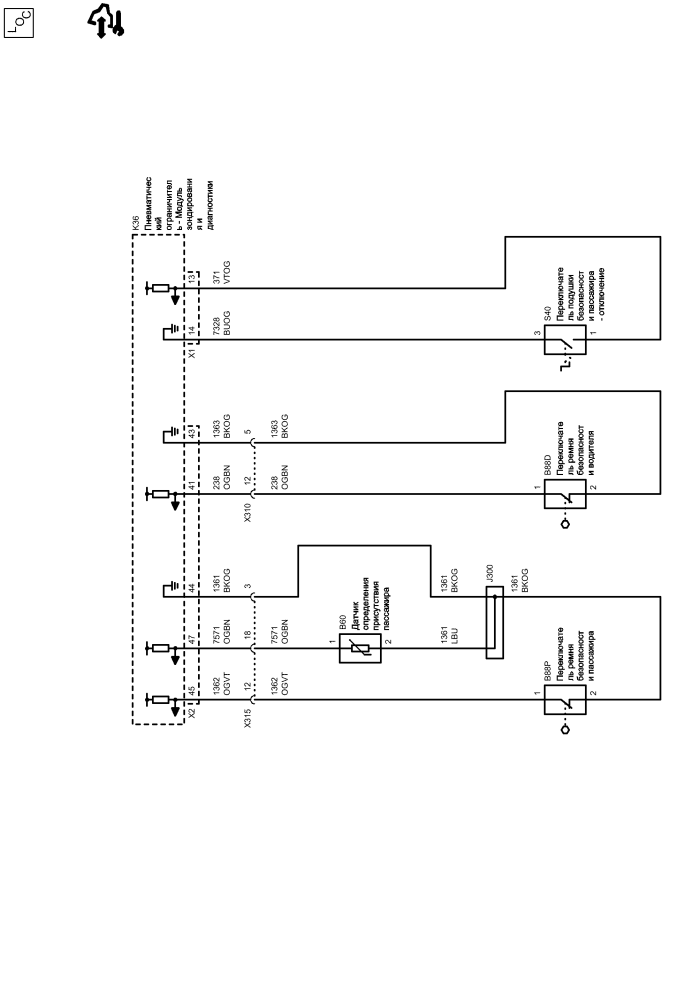 LOC
K36
Пневматичес
кий
ограничител
ь - Модуль
зондировани
я и
диагностики
X2
45
47
44
41
43
X1
14
13
1362
OGVT
7571
OGBN
1361
BKOG
238
OGBN
1363
BKOG
7328
BUOG
371
VTOG
X315
12
18
3
X310
12
5
1362
OGVT
7571
OGBN
238
OGBN
1363
BKOG
1
B60
Датчик
определения
присутствия
пассажира
2
1361
LBU
1361
BKOG
J300
1361
BKOG
1
B88P
Переключате
ль ремня
безопасност
и пассажира
2
1
B88D
Переключате
ль ремня
безопасност
и водителя
2
3
S40
Переключате
ль подушки
безопасност
и пассажира
- отключение
1